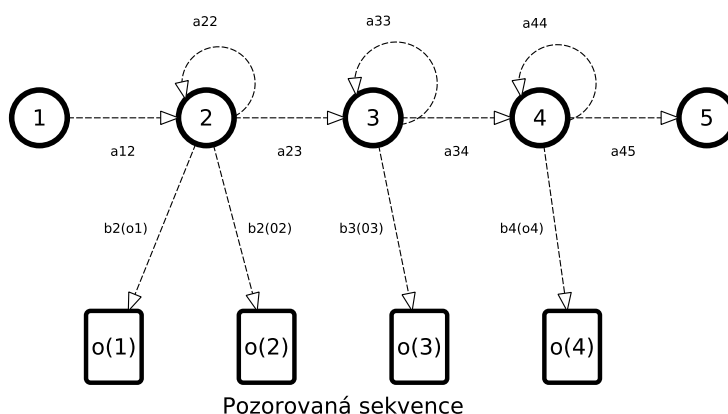 a22
a33
a44
1
2
3
4
5
a12
a23
a34
a45
b2(o1)
b2(02)
b3(03)
b4(o4)
o(1)
o(2)
o(3)
o(4)
Pozorovaná sekvence